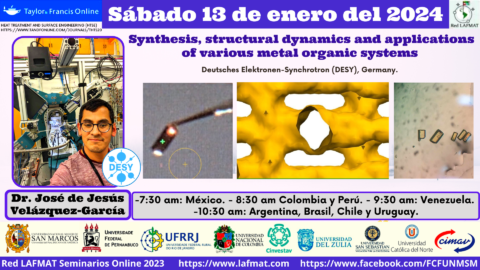 Taylor & Francis Online
HEAT TREATMENT AND SURFACE ENGINEERING (HTSE)
Sábado 13 de enero del 2024
Red LAFMAT
Synthesis, structural dynamics and applications
of various metal organic systems
Deutsches Elektronen-Synchrotron (DESY), Germany.
DESY
Dr. José de Jesús
Velázquez-García
-7:30 am: México. - 8:30 am Colombia y Perú. - 9:30 am: Venezuela.
-10:30 am: Argentina, Brasil, Chile y Uruguay.
SAN MARCOS
UNIVERSIDADE
FEDERAL
DE PERNAMBUCO
UFRRJ
UNIVERSIDAD
NACIONAL
DE COLOMBIA
Cinvestav
UNIVERSIDAD
DEL ZULIA
Universidad
Católica del Norte
cimav
Red LAFMAT Seminarios Online 2023 https://www.lafmat.com https://www.facebook.com/FCFUNMSM